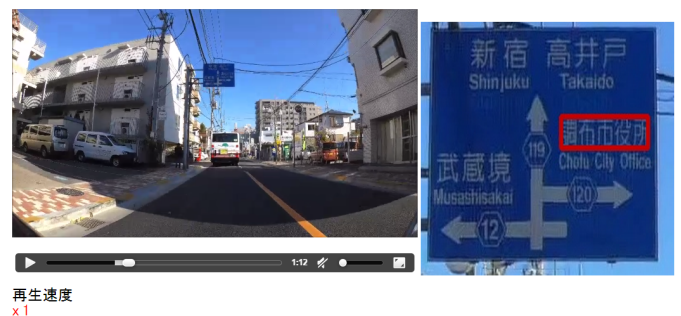 新宿 高井戸
Shinjuku Takaido
119
調布市役所
Chofu City Office
武蔵境
Musashisakai
120
12
1:12
再生速度
x 1